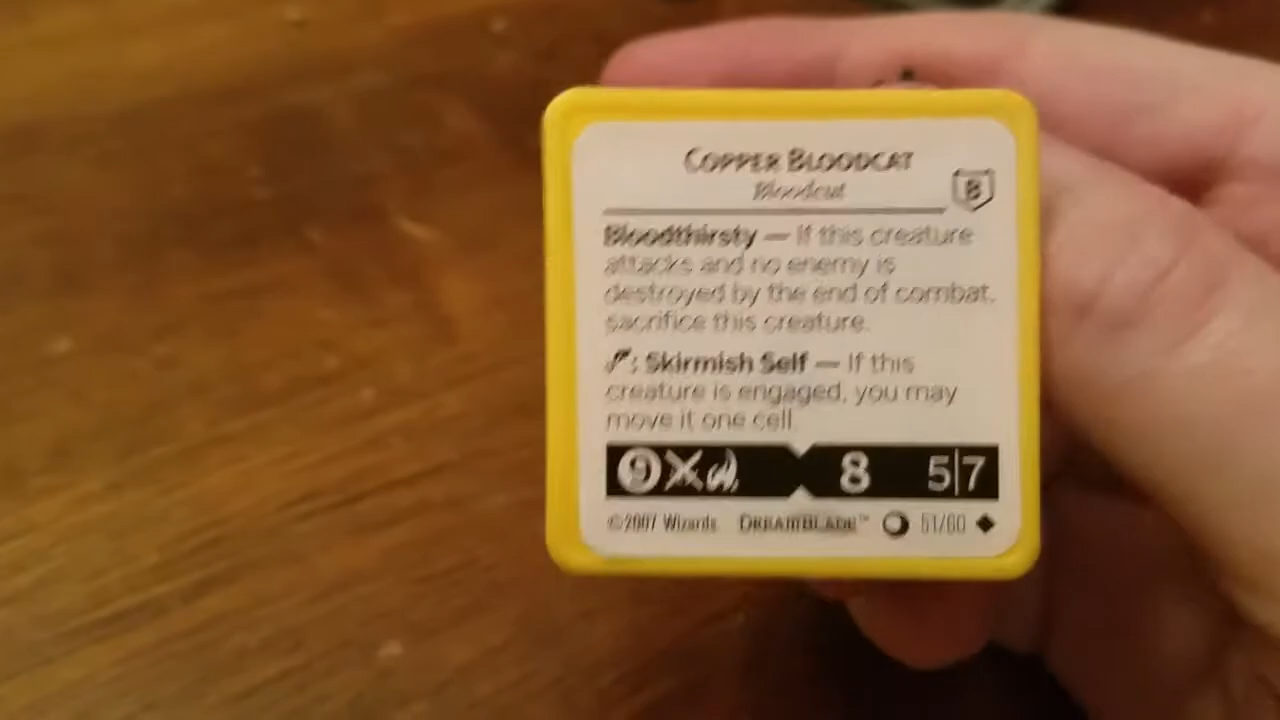 COPPER BLOODCAT
Bloodcat
B
Bloodthirsty — If this creature
attacks and no enemy is
destroyed by the end of combat,
sacrifice this creature.
: Skirmish Self — If this
creature is engaged, you may
move it one cell.
9 8 5|7
©2007 Wizards DREAMBLADE™ 51/60